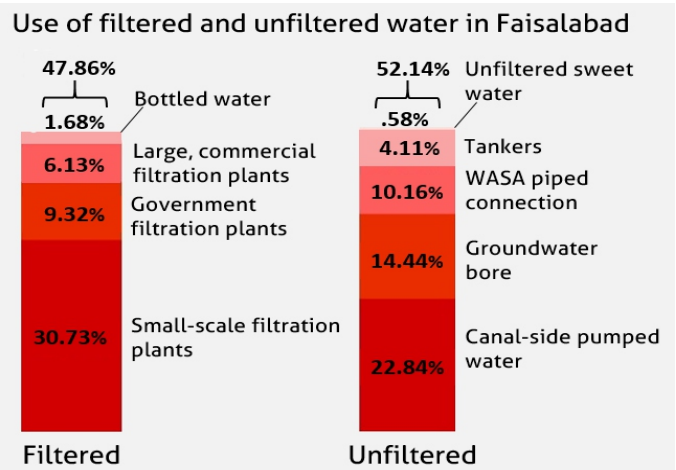 Use of filtered and unfiltered water in Faisalabad
47.86%
1.68%
Bottled water
6.13%
Large, commercial
filtration plants
9.32%
Government
filtration plants
30.73%
Small-scale filtration
plants
Filtered
52.14%
.58%
Unfiltered sweet
water
4.11%
Tankers
10.16%
WASA piped
connection
14.44%
Groundwater
bore
22.84%
Canal-side pumped
water
Unfiltered